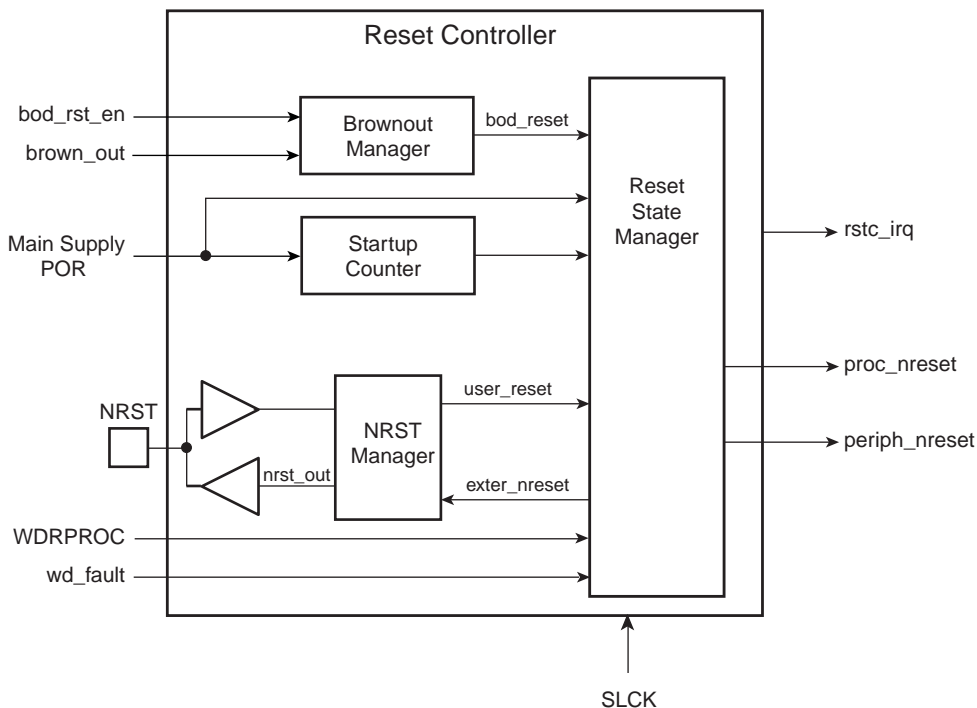 Reset Controller
bod_rst_en
brown_out
Brownout
Manager
bod_reset
Main Supply
POR
Startup
Counter
Reset
State
Manager
rstc_irq
proc_nreset
periph_nreset
NRST
nrst_out
NRST
Manager
user_reset
exter_nreset
WDRPROC
wd_fault
SLCK